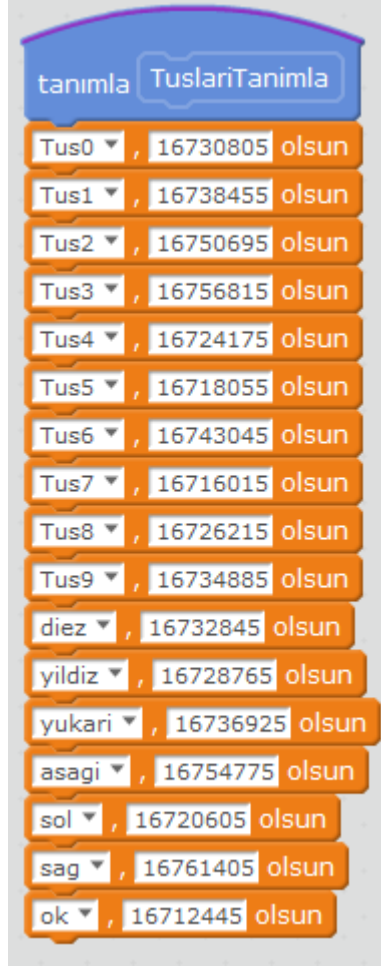 tanımla TuslariTanimla
Tus0 , 16730805 olsun
Tus1 , 16738455 olsun
Tus2 , 16750695 olsun
Tus3 , 16756815 olsun
Tus4 , 16724175 olsun
Tus5 , 16718055 olsun
Tus6 , 16743045 olsun
Tus7 , 16716015 olsun
Tus8 , 16726215 olsun
Tus9 , 16734885 olsun
diez , 16732845 olsun
yildiz , 16728765 olsun
yukari , 16736925 olsun
asagi , 16754775 olsun
sol , 16720605 olsun
sag , 16761405 olsun
ok , 16712445 olsun